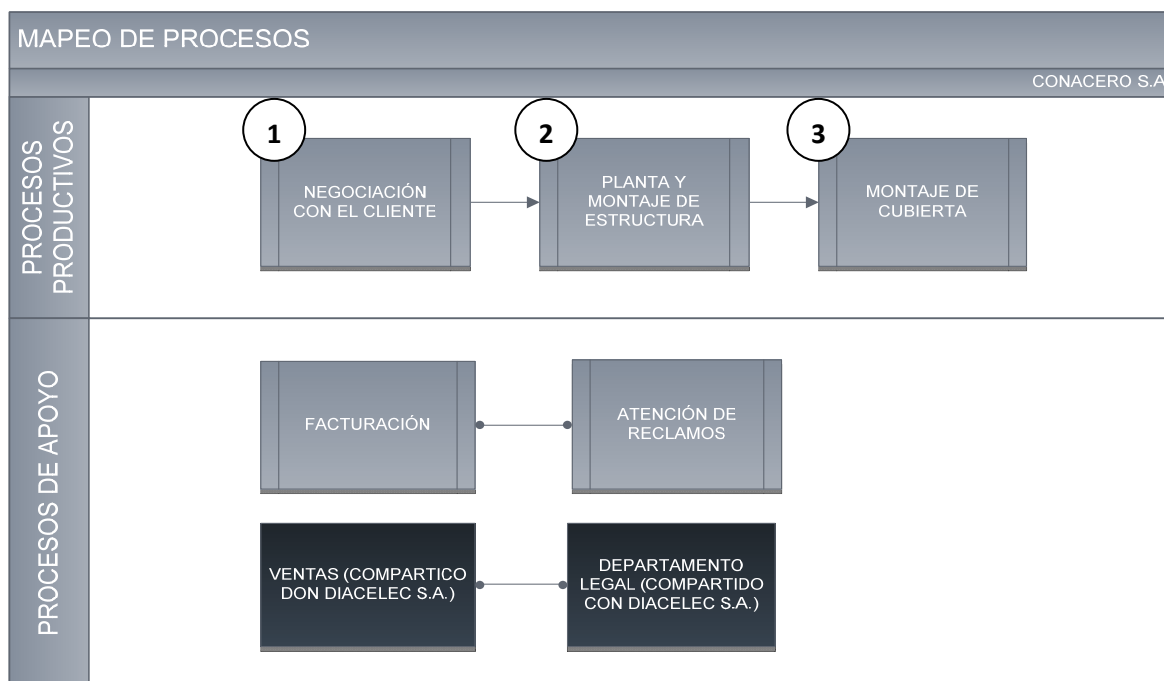 MAPEO DE PROCESOS
CONACERO S.A
PROCESOS
PRODUCTIVOS
1
NEGOCIACIÓN
CON EL CLIENTE
2
PLANTA Y
MONTAJE DE
ESTRUCTURA
3
MONTAJE DE
CUBIERTA
PROCESOS DE APOYO
FACTURACIÓN
ATENCIÓN DE
RECLAMOS
VENTAS (COMPARTICO
DON DIACELEC S.A.)
DEPARTAMENTO
LEGAL (COMPARTIDO
CON DIACELEC S.A.)